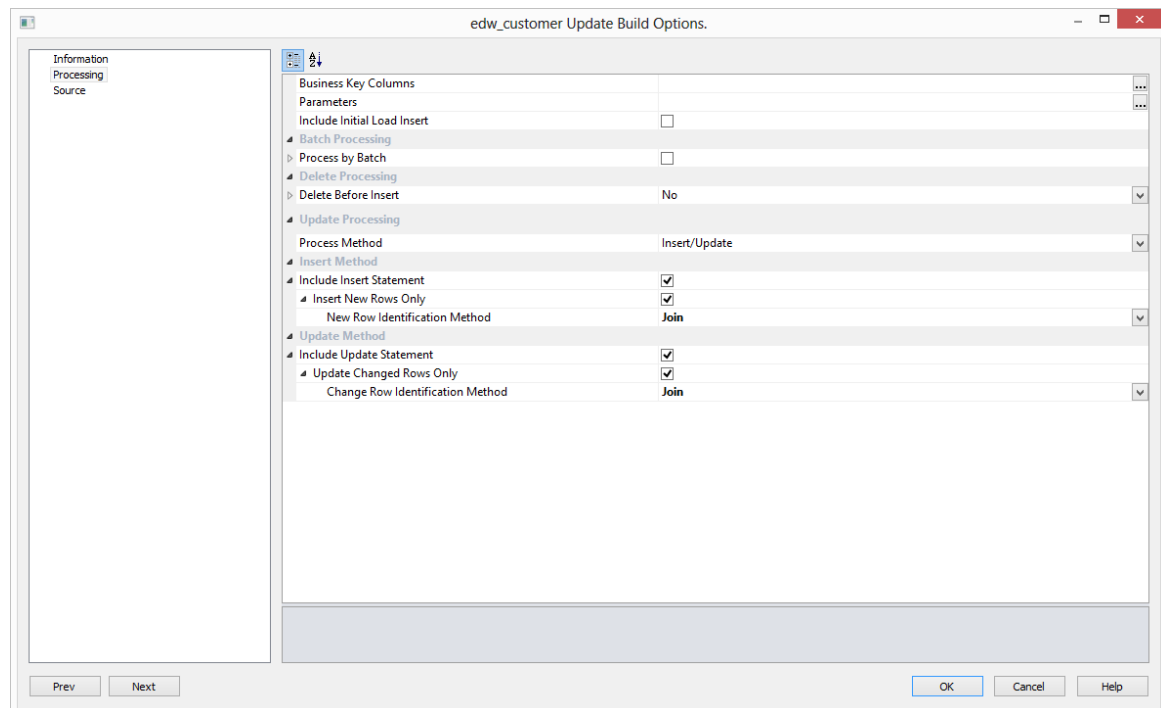 edw_customer Update Build Options.
Information
Processing
Source
Business Key Columns ...
Parameters ...
Include Initial Load Insert
Batch Processing
Process by Batch
Delete Processing
Delete Before Insert No
Update Processing
Process Method Insert/Update
Insert Method
Include Insert Statement
Insert New Rows Only
New Row Identification Method Join
Update Method
Include Update Statement
Update Changed Rows Only
Change Row Identification Method Join
Prev Next OK Cancel Help